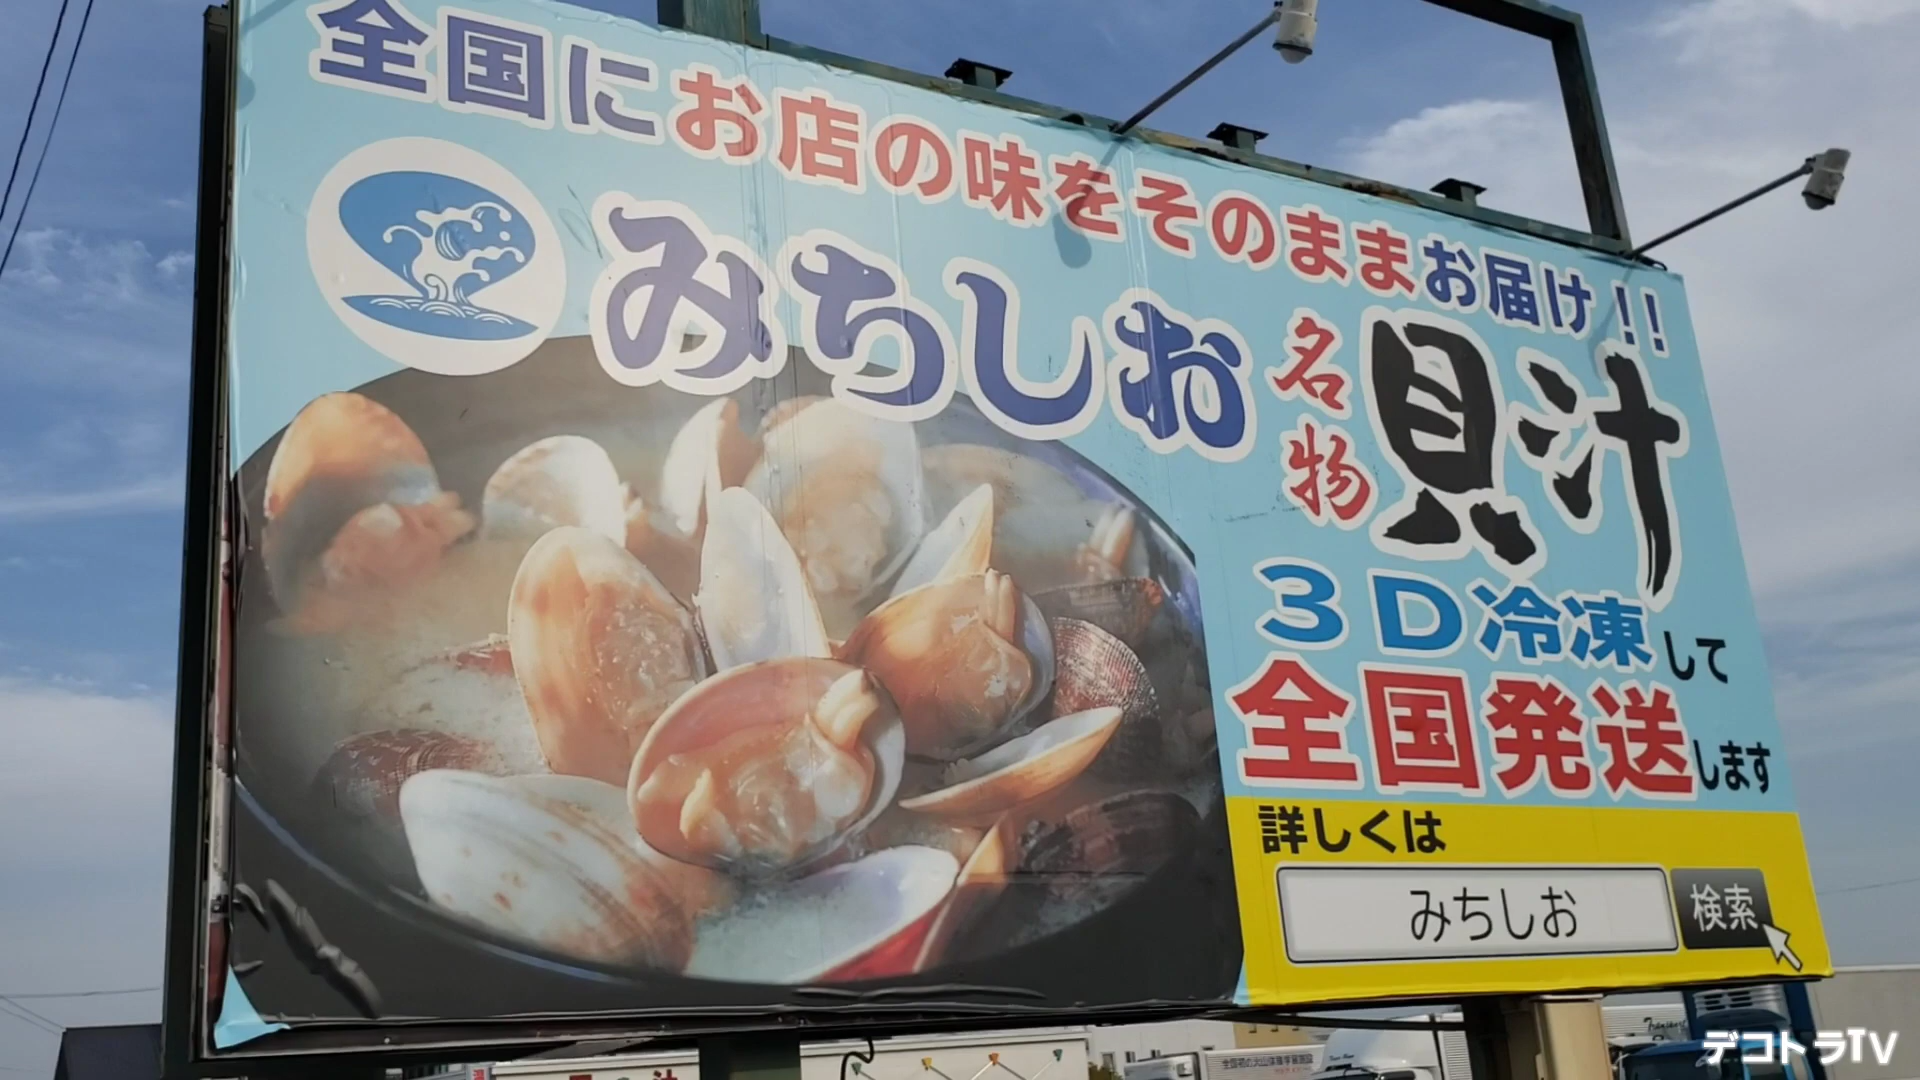 全国にお店の味をそのままお届け!!
みちしお
名物
貝汁
3D冷凍して
全国発送します
詳しくは
みちしお
検索
デコトラTV